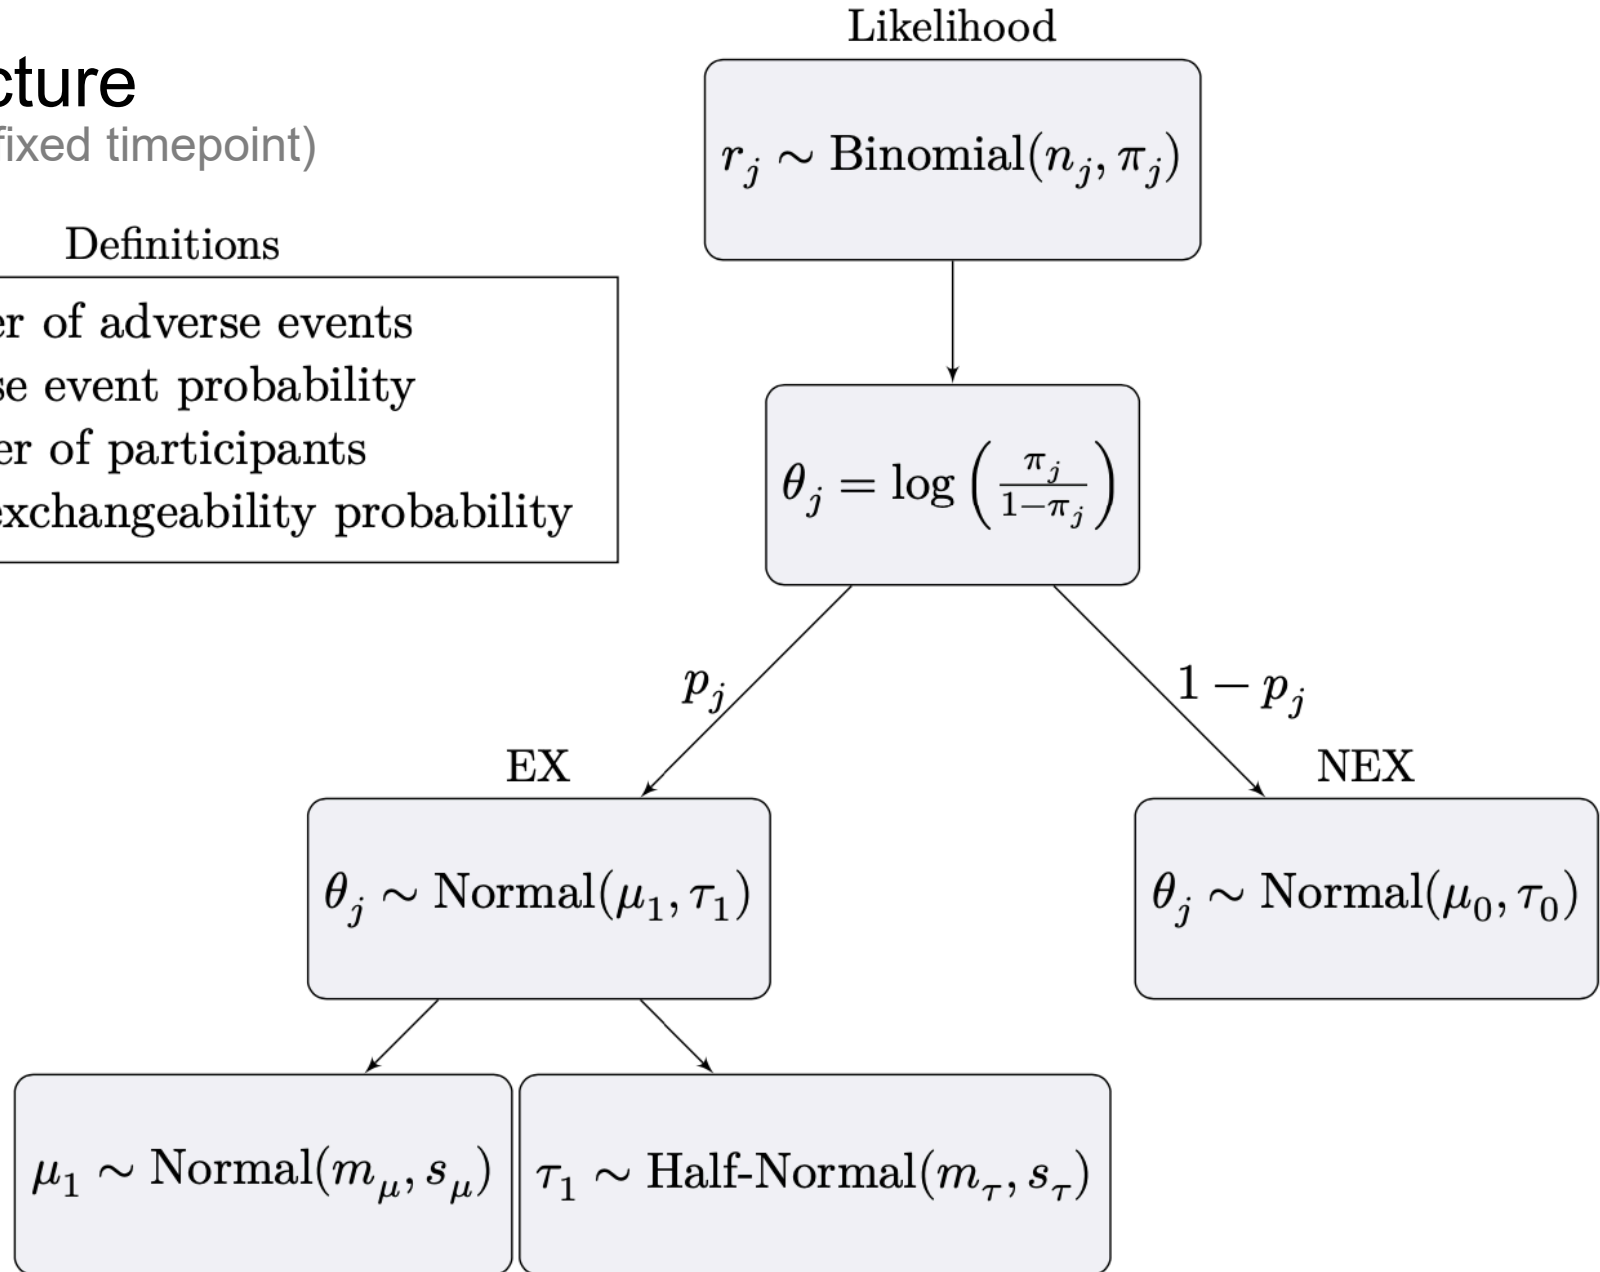 cture
fixed timepoint)
Definitions
er of adverse events
se event probability
er of participants
exchangeability probability
Likelihood
r_j ∼ Binomial(n_j, π_j)
θ_j = log(π_j / 1−π_j)
p_j
1 − p_j
EX
NEX
θ_j ∼ Normal(μ_1, τ_1)
θ_j ∼ Normal(μ_0, τ_0)
μ_1 ∼ Normal(m_μ, s_μ)
τ_1 ∼ Half-Normal(m_τ, s_τ)